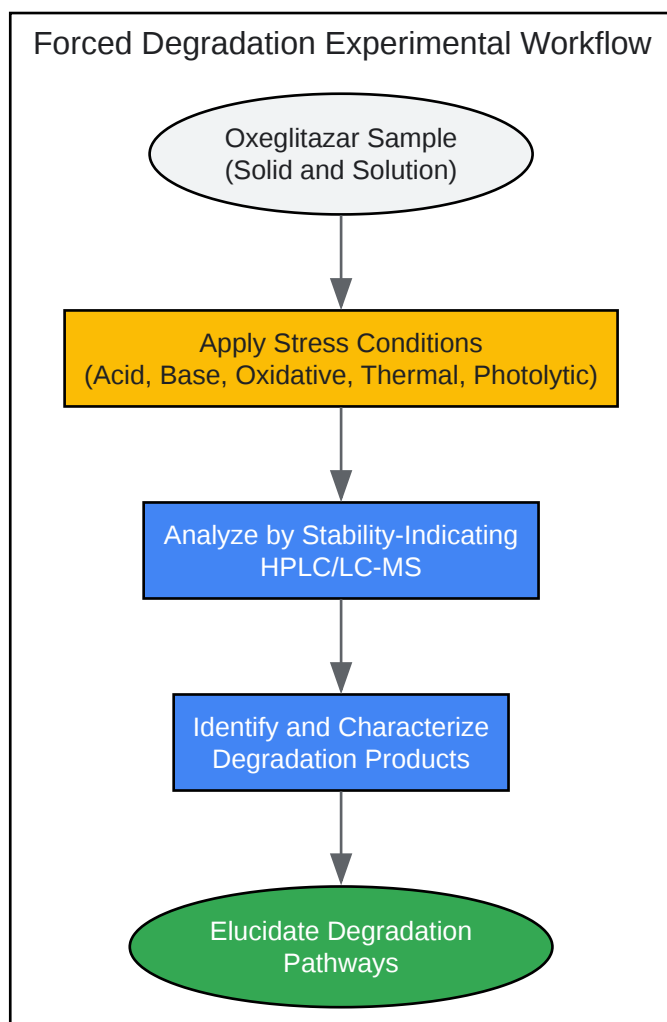 Forced Degradation Experimental Workflow
Oxeglitazar Sample
(Solid and Solution)
Apply Stress Conditions
(Acid, Base, Oxidative, Thermal, Photolytic)
Analyze by Stability-Indicating
HPLC/LC-MS
Identify and Characterize
Degradation Products
Elucidate Degradation
Pathways